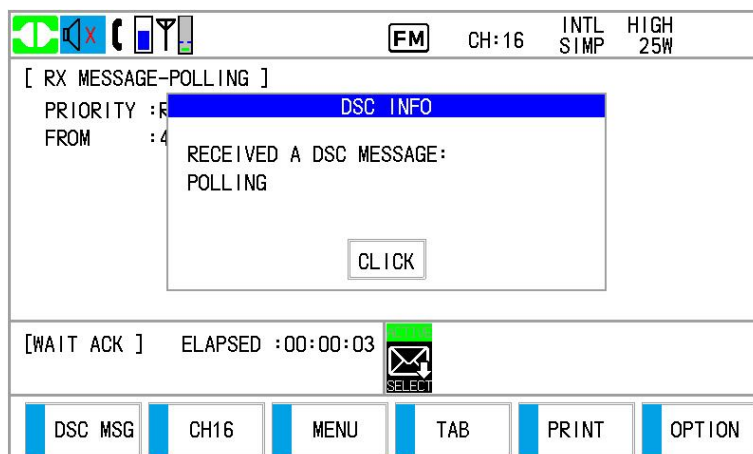 FM CH:16 INTL SIMP HIGH 25W
[ RX MESSAGE-POLLING ]
PRIORITY :R
FROM :4
DSC INFO
RECEIVED A DSC MESSAGE:
POLLING
CLICK
[WAIT ACK ] ELAPSED :00:00:03
SELECT
DSC MSG CH16 MENU TAB PRINT OPTION